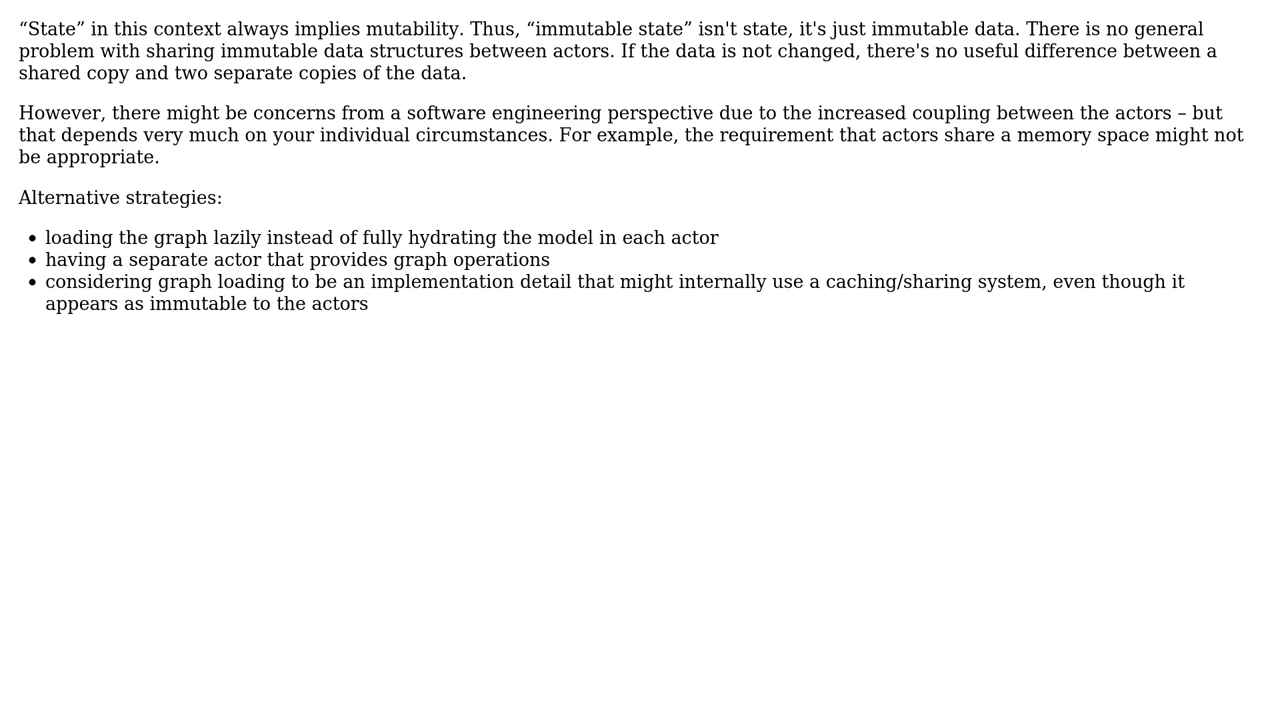 “State” in this context always implies mutability. Thus, “immutable state” isn't state, it's just immutable data. There is no general
problem with sharing immutable data structures between actors. If the data is not changed, there's no useful difference between a
shared copy and two separate copies of the data.
However, there might be concerns from a software engineering perspective due to the increased coupling between the actors – but
that depends very much on your individual circumstances. For example, the requirement that actors share a memory space might not
be appropriate.
Alternative strategies:
• loading the graph lazily instead of fully hydrating the model in each actor
• having a separate actor that provides graph operations
• considering graph loading to be an implementation detail that might internally use a caching/sharing system, even though it
appears as immutable to the actors